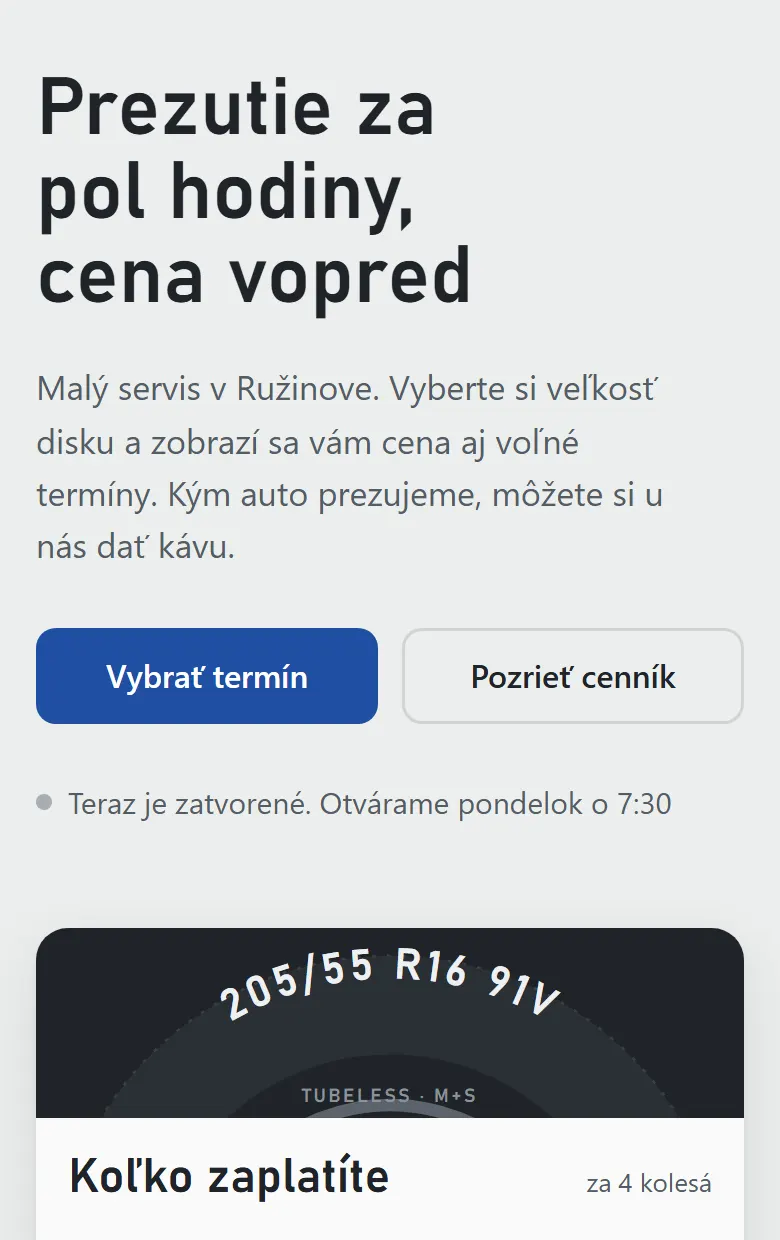 Prezutie za
pol hodiny,
cena vopred
Malý servis v Ružinove. Vyberte si veľkosť
disku a zobrazí sa vám cena aj voľné
termíny. Kým auto prezujeme, môžete si u
nás dať kávu.
Vybrať termín
Pozrieť cenník
Teraz je zatvorené. Otvárame pondelok o 7:30
205/55 R16 91V
TUBELESS · M+S
Koľko zaplatíte
za 4 kolesá